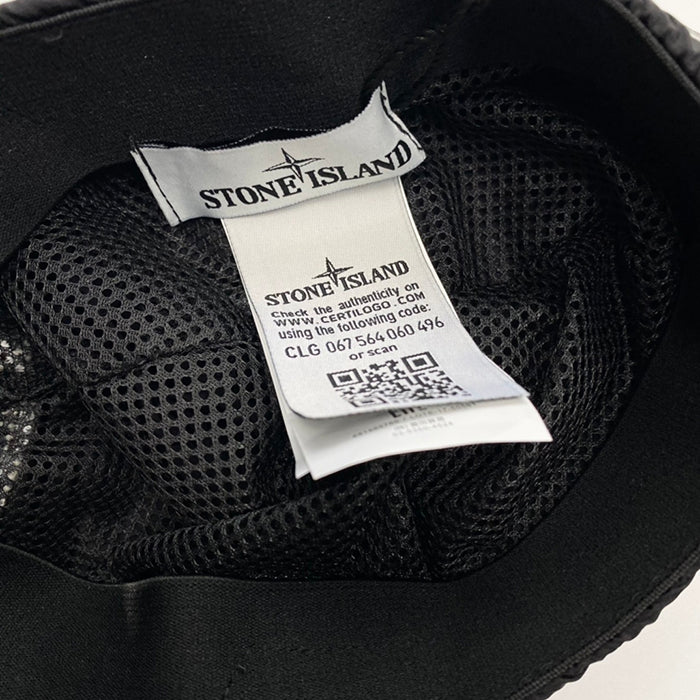 STONE ISLAND
STONE ISLAND
Check the authenticity on
WWW.CERTILOGO.COM
using the following code:
CLG 067 564 060 496
or scan